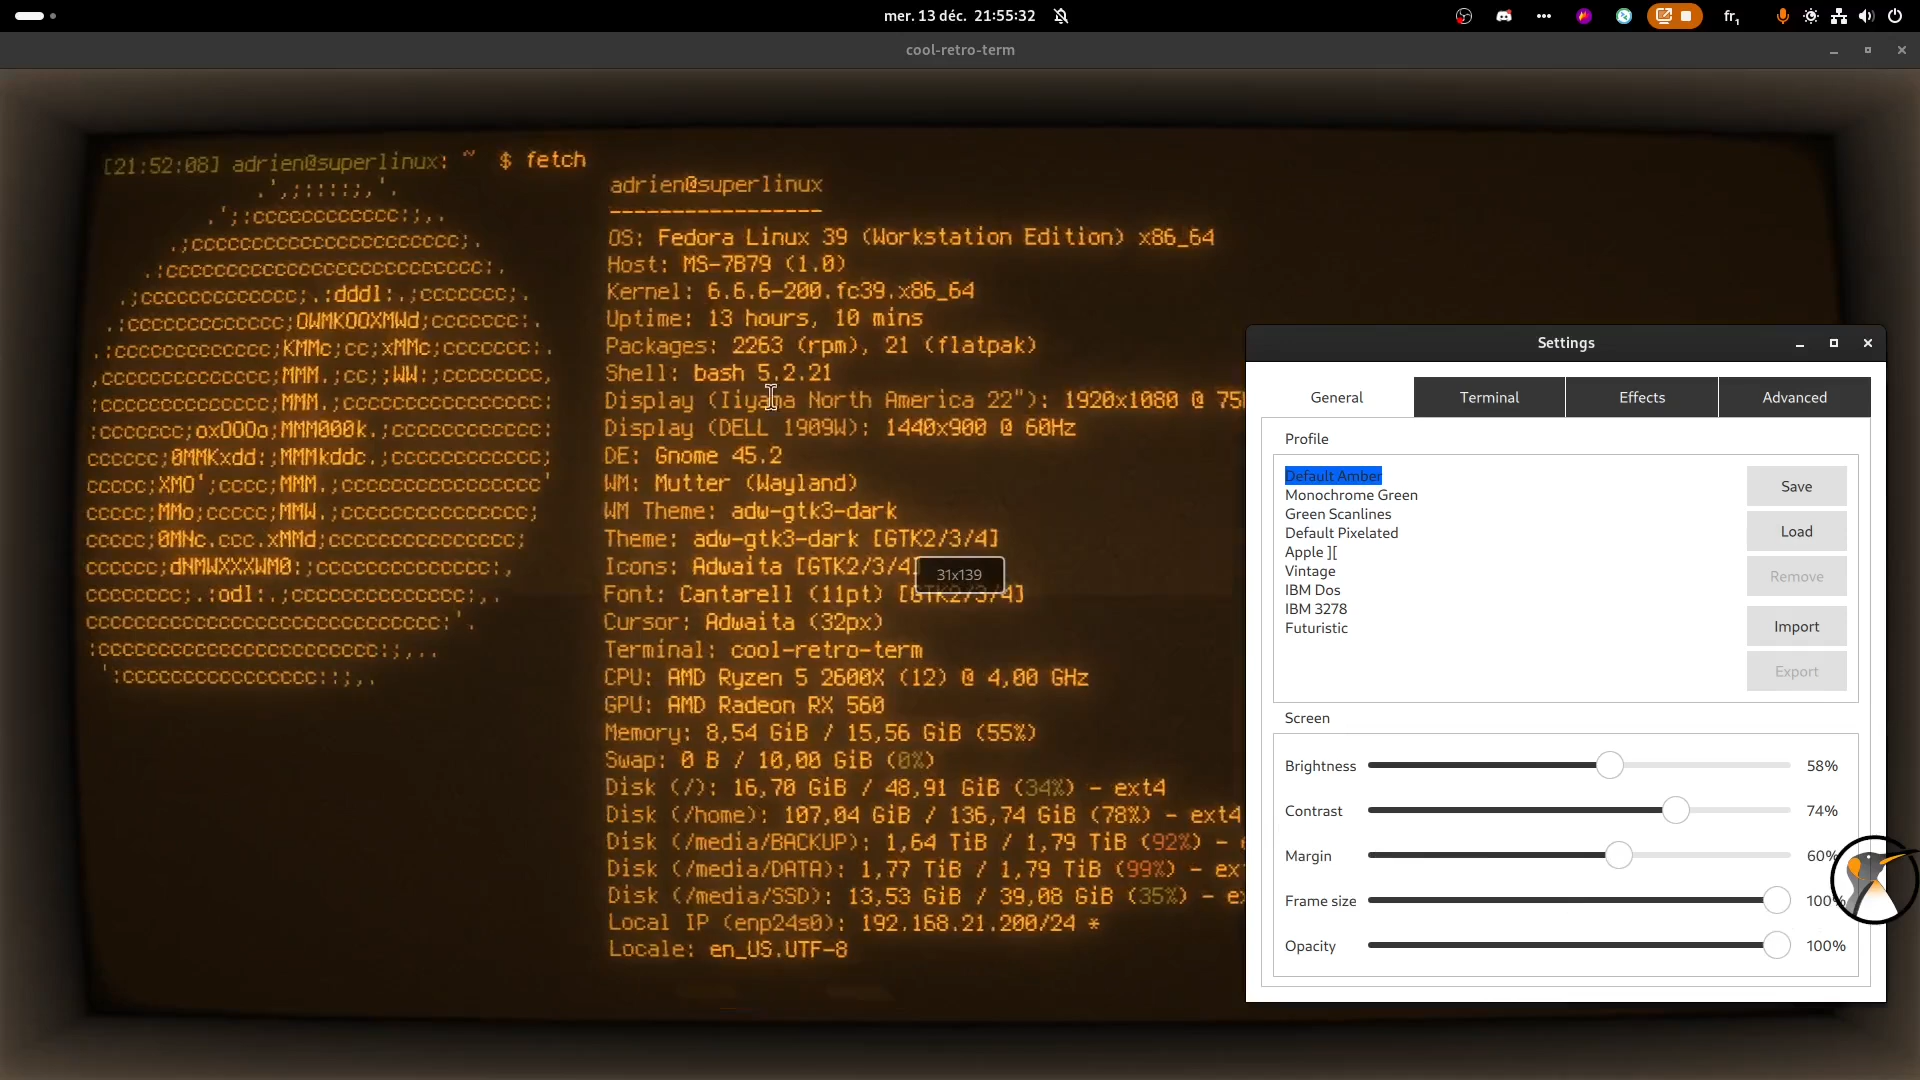 mer. 13 déc. 21:55:32
fr₁
cool-retro-term
[21:52:08] adrien@superlinux: ~ $ fetch
adrien@superlinux
-----------------
OS: Fedora Linux 39 (Workstation Edition) x86_64
Host: MS-7B79 (1.0)
Kernel: 6.6.6-200.fc39.x86_64
Uptime: 13 hours, 10 mins
Packages: 2263 (rpm), 21 (flatpak)
Shell: bash 5.2.21
Display (Iiyama North America 22"): 1920x1080 @
Display (DELL 1909W): 1440x900 @ 60Hz
DE: Gnome 45.2
WM: Mutter (Wayland)
WM Theme: adw-gtk3-dark
Theme: adw-gtk3-dark [GTK2/3/4]
Icons: Adwaita [GTK2/3/4]
31x139
Font: Cantarell (11pt) [GTK2/3/4]
Cursor: Adwaita (32px)
Terminal: cool-retro-term
CPU: AMD Ryzen 5 2600X (12) @ 4,00 GHz
GPU: AMD Radeon RX 560
Memory: 8,54 GiB / 15,56 GiB (55%)
Swap: 0 B / 10,00 GiB (0%)
Disk (/): 16,70 GiB / 48,91 GiB (34%) - ext4
Disk (/home): 107,04 GiB / 136,74 GiB (78%) - ext4
Disk (/media/BACKUP): 1,64 TiB / 1,79 TiB (92%) -
Disk (/media/DATA): 1,77 TiB / 1,79 TiB (99%) -
Disk (/media/SSD): 13,53 GiB / 39,08 GiB (35%) -
Local IP (enp24s0): 192.168.21.200/24 *
Locale: en_US.UTF-8
Settings
General Terminal Effects Advanced
Profile
Default Amber
Monochrome Green
Green Scanlines
Default Pixelated
Apple ][
Vintage
IBM Dos
IBM 3278
Futuristic
Save
Load
Remove
Import
Export
Screen
Brightness 58%
Contrast 74%
Margin 60%
Frame size 100%
Opacity 100%